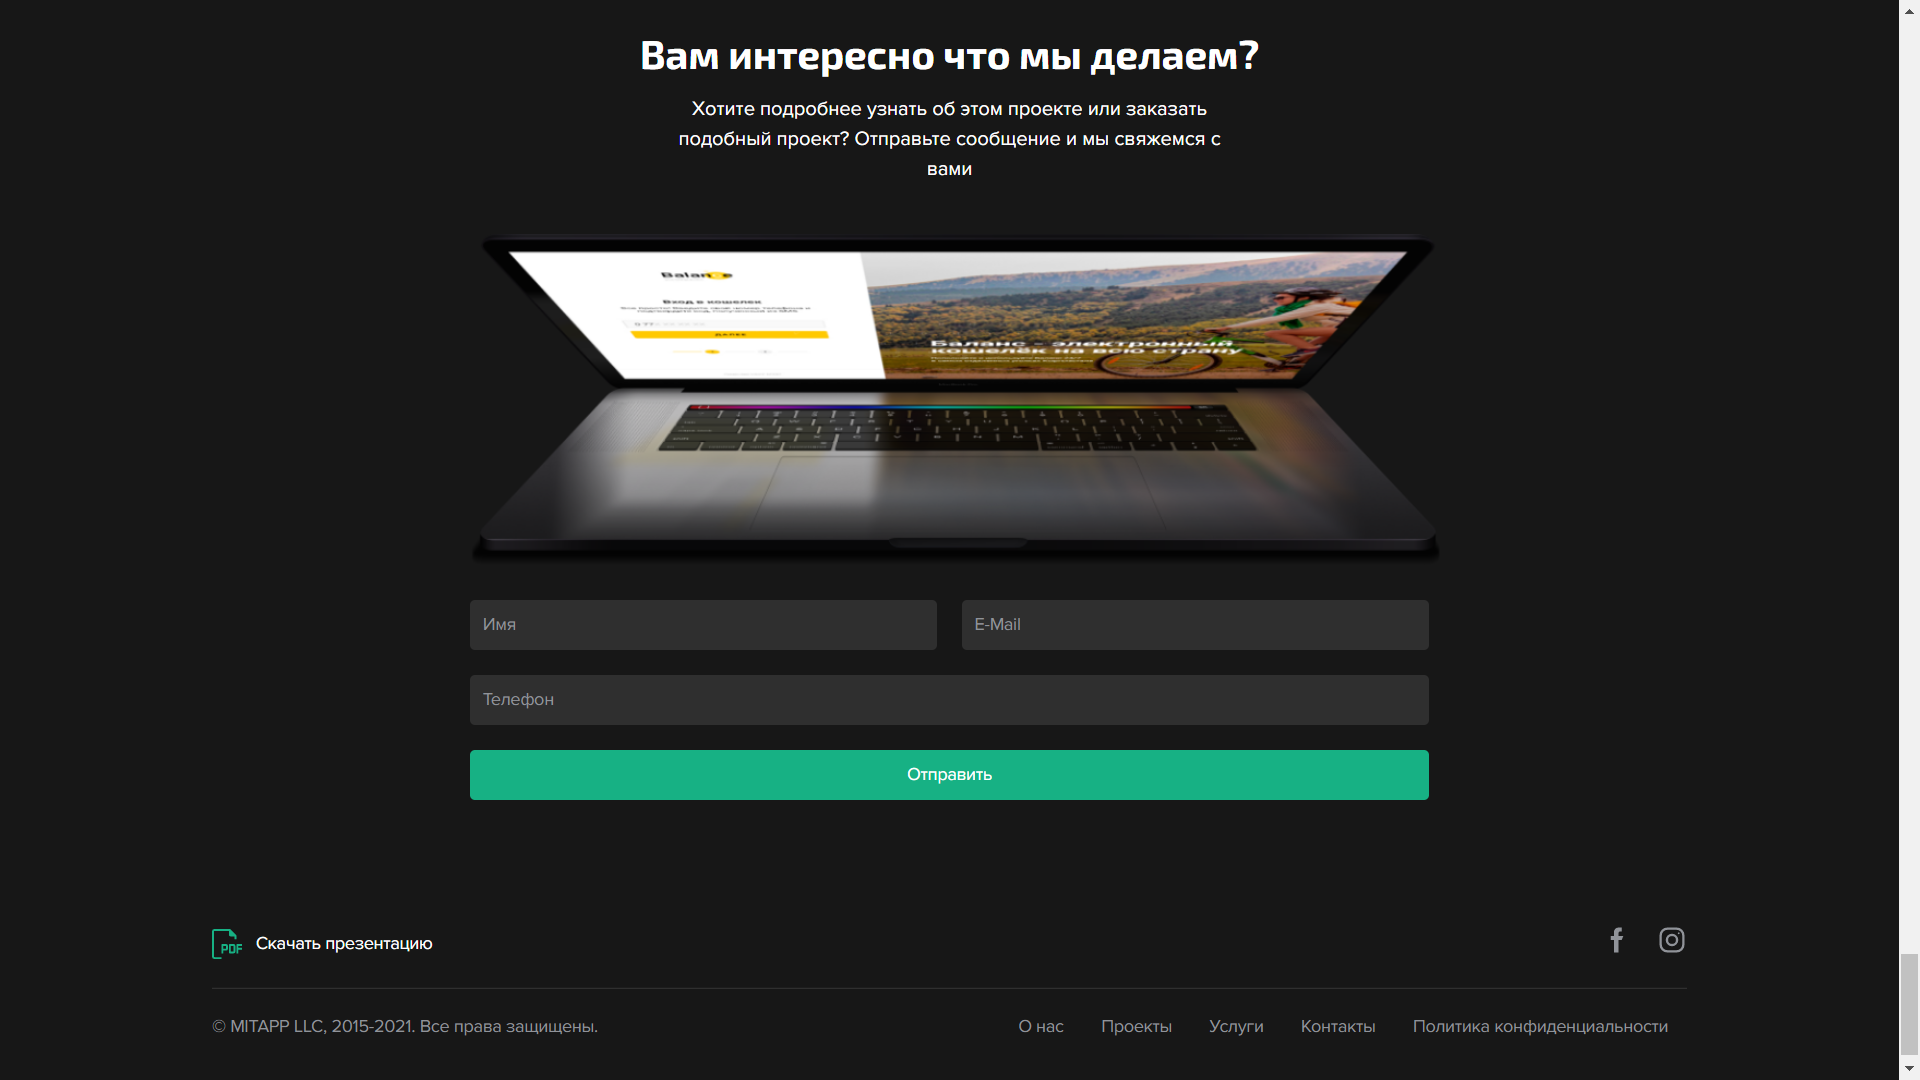 Вам интересно что мы делаем?
Хотите подробнее узнать об этом проекте или заказать
подобный проект? Отправьте сообщение и мы свяжемся с
вами
Balance
Вход в кошелек
ДАЛЕЕ
Баланс - электронный
кошелёк на всю страну
Имя
E-Mail
Телефон
Отправить
PDF
Скачать презентацию
© MITAPP LLC, 2015-2021. Все права защищены.
О нас
Проекты
Услуги
Контакты
Политика конфиденциальности